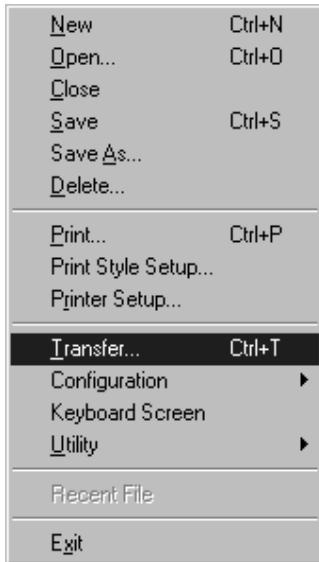 New Ctrl+N
Open... Ctrl+O
Close
Save Ctrl+S
Save As...
Delete...
Print... Ctrl+P
Print Style Setup...
Printer Setup...
Transfer... Ctrl+T
Configuration
Keyboard Screen
Utility
Recent File
Exit